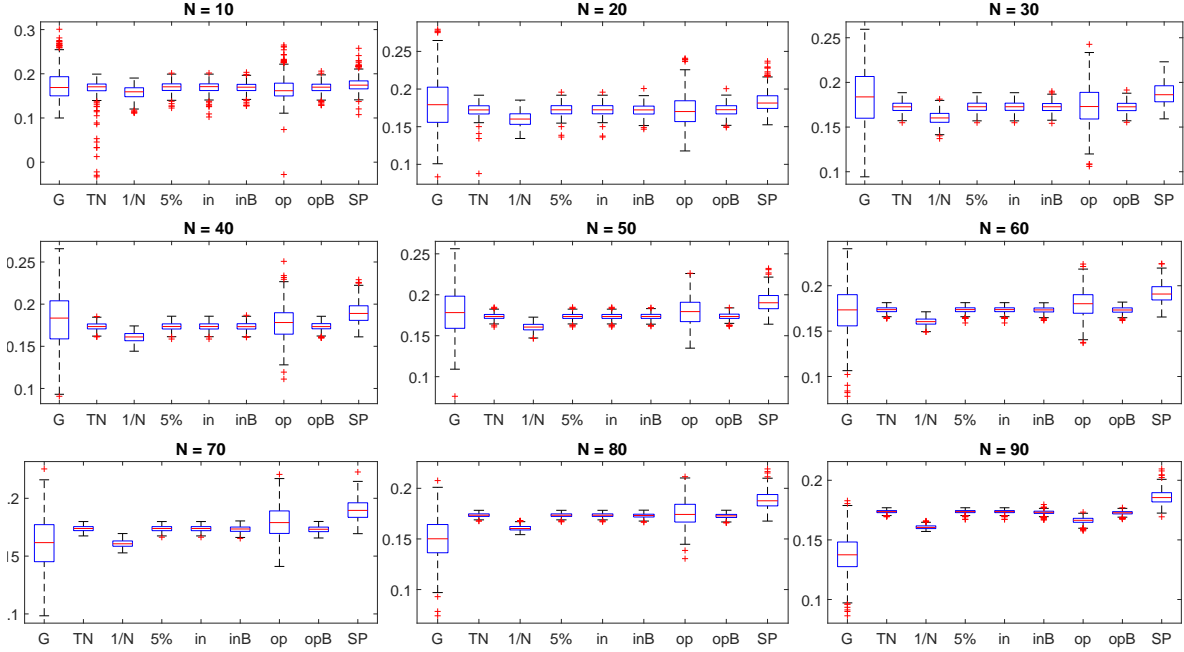 N = 10
0.3
0.2
0.1
0
G TN 1/N 5% in inB op opB SP
N = 20
0.25
0.2
0.15
0.1
G TN 1/N 5% in inB op opB SP
N = 30
0.25
0.2
0.15
0.1
G TN 1/N 5% in inB op opB SP
N = 40
0.25
0.2
0.15
0.1
G TN 1/N 5% in inB op opB SP
N = 50
0.25
0.2
0.15
0.1
G TN 1/N 5% in inB op opB SP
N = 60
0.2
0.15
0.1
G TN 1/N 5% in inB op opB SP
N = 70
.2
.15
.1
G TN 1/N 5% in inB op opB SP
N = 80
0.2
0.15
0.1
G TN 1/N 5% in inB op opB SP
N = 90
0.2
0.15
0.1
G TN 1/N 5% in inB op opB SP